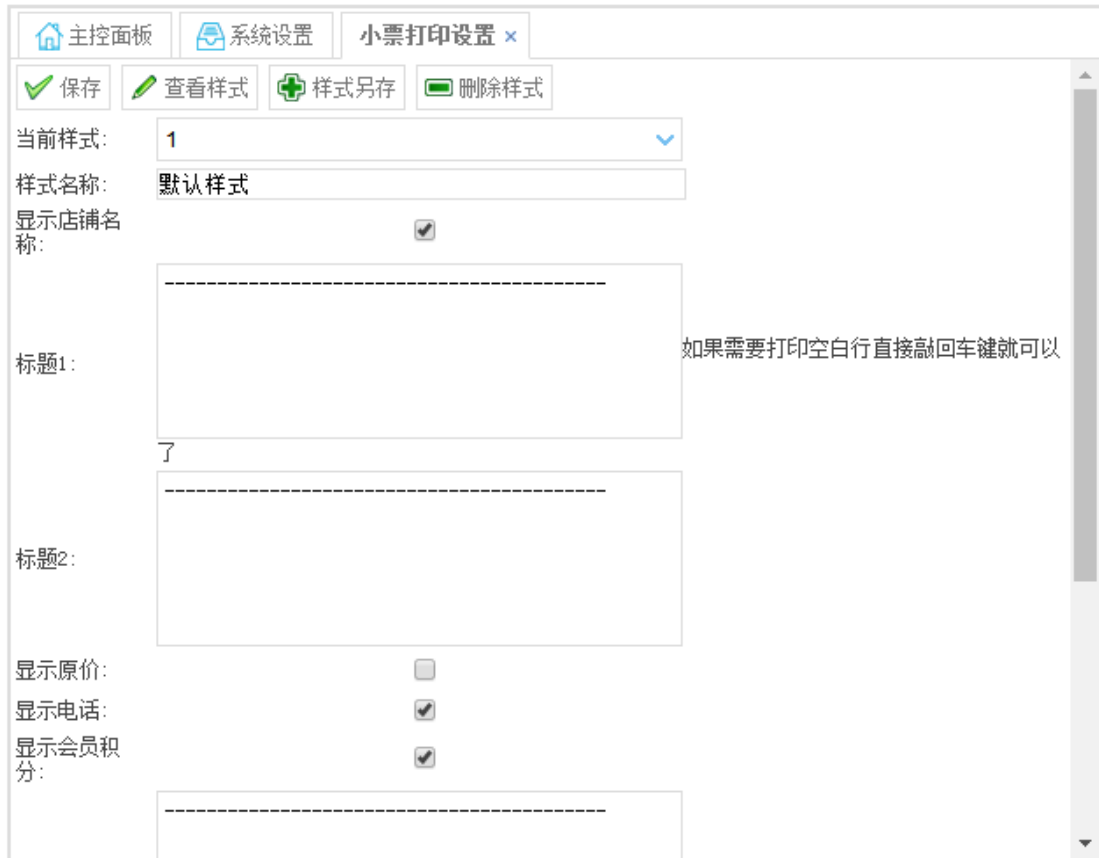 主控面板 系统设置 小票打印设置 ×
保存 查看样式 样式另存 删除样式
当前样式: 1
样式名称: 默认样式
显示店铺名
称:
------------------------------------------
标题1:
如果需要打印空白行直接敲回车键就可以
了
------------------------------------------
标题2:
显示原价:
显示电话:
显示会员积
分:
------------------------------------------